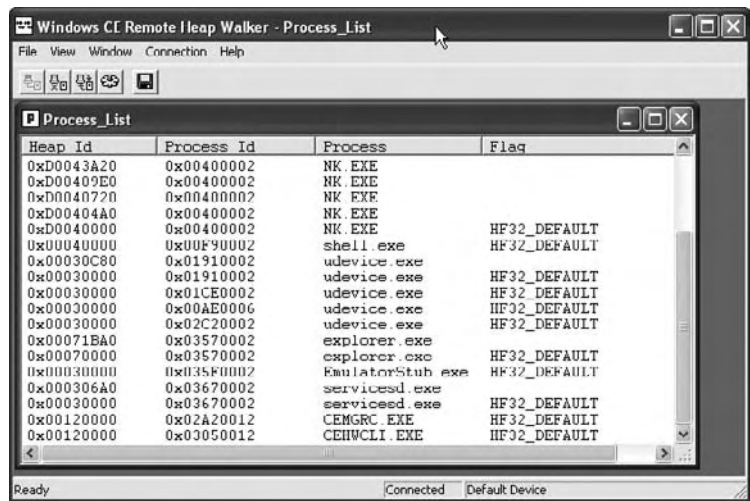 Windows CE Remote Heap Walker - Process_List
File View Window Connection Help
Process_List
Heap Id Process Id Process Flag
0xD0043A20 0x00400002 NK.EXE
0xD00409E0 0x00400002 NK.EXE
0xD0040720 0x00400002 NK.EXE
0xD00404A0 0x00400002 NK.EXE
0xD0040000 0x00400002 NK.EXE HF32_DEFAULT
0x00040000 0x00F90002 shell.exe HF32_DEFAULT
0x00030C80 0x01910002 udevice.exe
0x00030000 0x01910002 udevice.exe HF32_DEFAULT
0x00030000 0x01CE0002 udevice.exe HF32_DEFAULT
0x00030000 0x00AE0006 udevice.exe HF32_DEFAULT
0x00030000 0x02C20002 udevice.exe HF32_DEFAULT
0x00071BA0 0x03570002 explorer.exe
0x00070000 0x03570002 explorer.exe HF32_DEFAULT
0x00030000 0x035F0002 EmulatorStub.exe HF32_DEFAULT
0x000306A0 0x03670002 servicesd.exe
0x00030000 0x03670002 servicesd.exe HF32_DEFAULT
0x00120000 0x02A20012 CEMGRC.EXE HF32_DEFAULT
0x00120000 0x03050012 CEHWCLI.EXE HF32_DEFAULT
Ready Connected Default Device